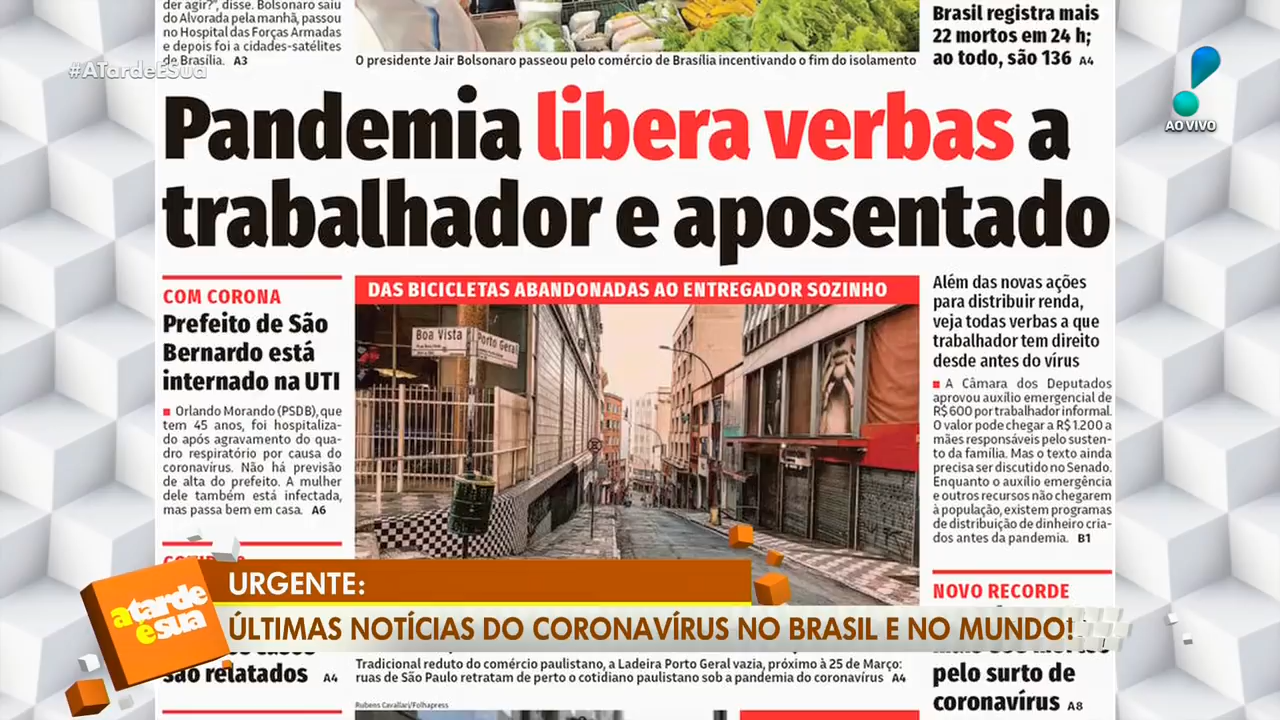 der agir?”, disse. Bolsonaro saiu
do Alvorada pela manhã, passou
no Hospital das Forças Armadas
e depois foi a cidades-satélites
de Brasília. A3
#ATardeÉSua
O presidente Jair Bolsonaro passeou pelo comércio de Brasília incentivando o fim do isolamento
Brasil registra mais
22 mortos em 24 h;
ao todo, são 136 A4
AO VIVO
Pandemia libera verbas a
trabalhador e aposentado
COM CORONA
Prefeito de São
Bernardo está
internado na UTI
Orlando Morando (PSDB), que
tem 45 anos, foi hospitaliza-
do após agravamento do qua-
dro respiratório por causa do
coronavírus. Não há previsão
de alta do prefeito. A mulher
dele também está infectada,
mas passa bem em casa. A6
DAS BICICLETAS ABANDONADAS AO ENTREGADOR SOZINHO
Boa Vista
Porto Geral
Além das novas ações
para distribuir renda,
veja todas verbas a que
trabalhador tem direito
desde antes do vírus
A Câmara dos Deputados
aprovou auxílio emergencial de
R$ 600 por trabalhador informal.
O valor pode chegar a R$ 1.200 a
mães responsáveis pelo susten-
to da família. Mas o texto ainda
precisa ser discutido no Senado.
Enquanto o auxílio emergência
e outros recursos não chegarem
à população, existem programas
de distribuição de dinheiro cria-
dos antes da pandemia. B1
NOVO RECORDE
pelo surto de
coronavírus A8
são relatados A4
a tarde
é sua
URGENTE:
ÚLTIMAS NOTÍCIAS DO CORONAVÍRUS NO BRASIL E NO MUNDO!
Tradicional reduto do comércio paulistano, a Ladeira Porto Geral vazia, próximo à 25 de Março:
ruas de São Paulo retratam de perto o cotidiano paulistano sob a pandemia do coronavírus A4
Rubens Cavallari/Folhapress